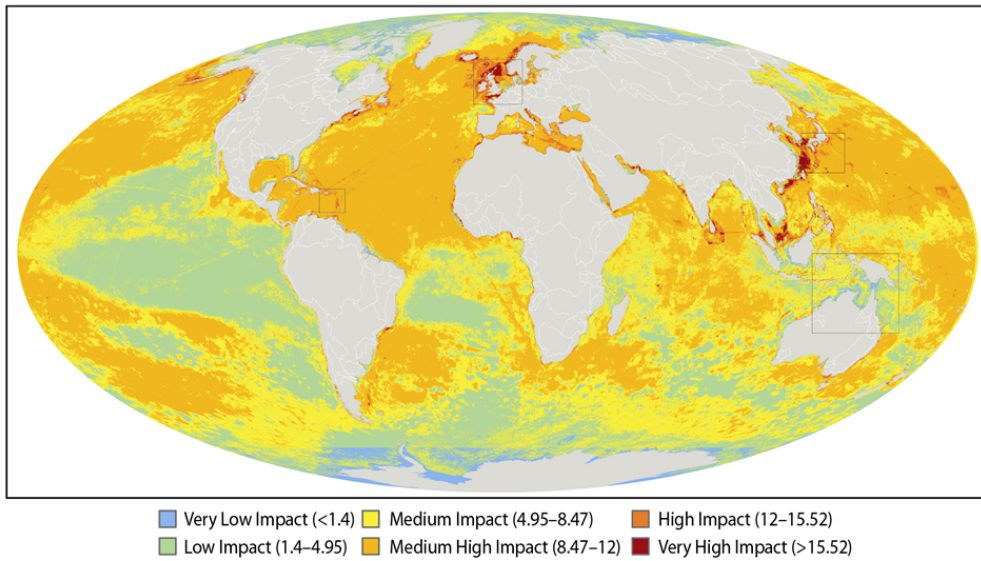 Very Low Impact (<1.4) Medium Impact (4.95–8.47) High Impact (12–15.52)
Low Impact (1.4–4.95) Medium High Impact (8.47–12) Very High Impact (>15.52)